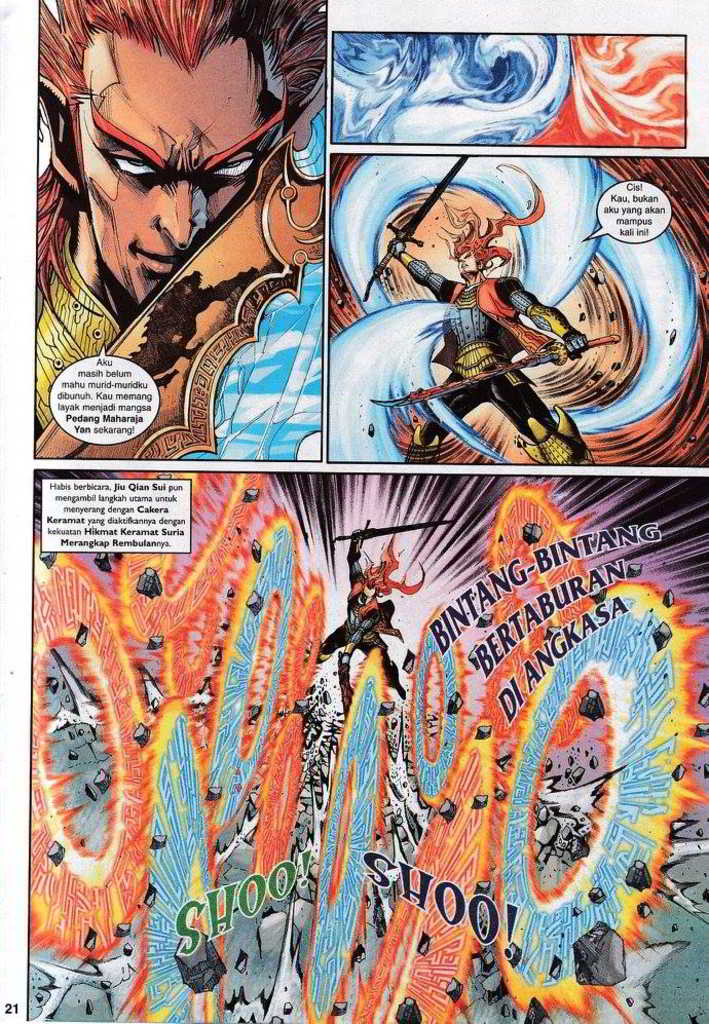 Aku
masih belum
mahu murid-muridku
dibunuh. Kau memang
layak menjadi mangsa
Pedang Maharaja
Yan sekarang!
Cis!
Kau, bukan
aku yang akan
mampus
kali ini!
Habis berbicara, Jiu Qian Sui pun
mengambil langkah utama untuk
menyerang dengan Cakera
Keramat yang diaktifkannya dengan
kekuatan Hikmat Keramat Suria
Merangkap Rembulannya.
BINTANG-BINTANG
BERTABURAN
DI ANGKASA
SHOO!
SHOO!
21